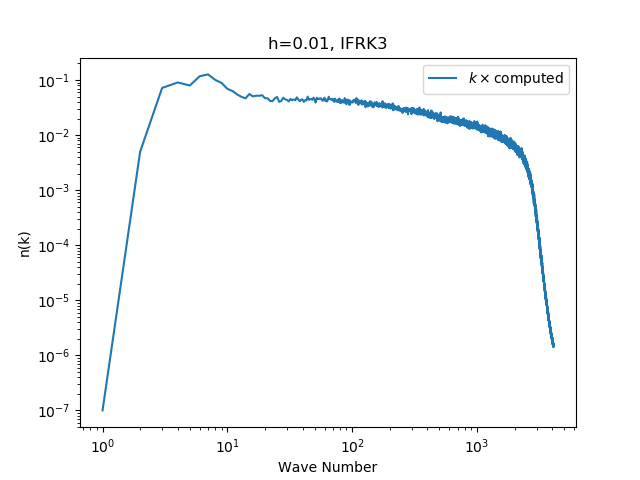 h=0.01, IFRK3
k × computed
n(k)
10⁻¹
10⁻²
10⁻³
10⁻⁴
10⁻⁵
10⁻⁶
10⁻⁷
10⁰ 10¹ 10² 10³
Wave Number